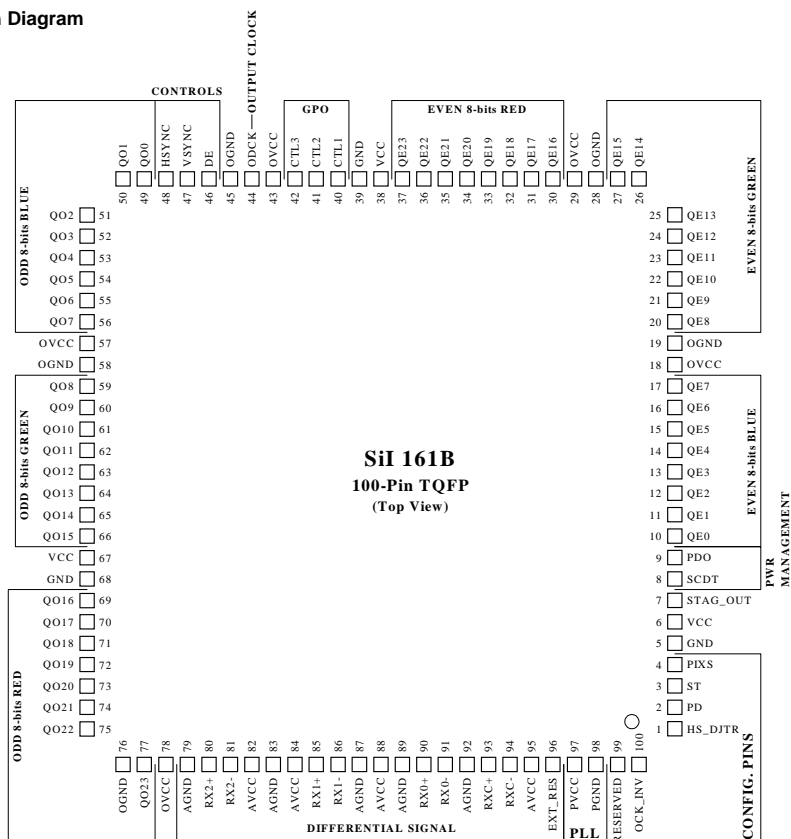 n Diagram
CONTROLS
OUTPUT CLOCK
GPO
EVEN 8-bits RED
QO1
QO0
HSYNC
VSYNC
DE
OGND
ODCK
OVCC
CTL3
CTL2
CTL1
GND
VCC
QE23
QE22
QE21
QE20
QE19
QE18
QE17
QE16
OVCC
OGND
QE15
QE14
50
49
48
47
46
45
44
43
42
41
40
39
38
37
36
35
34
33
32
31
30
29
28
27
26
ODD 8-bits BLUE
QO2 51
QO3 52
QO4 53
QO5 54
QO6 55
QO7 56
OVCC 57
OGND 58
ODD 8-bits GREEN
QO8 59
QO9 60
QO10 61
QO11 62
QO12 63
QO13 64
QO14 65
QO15 66
VCC 67
GND 68
ODD 8-bits RED
QO16 69
QO17 70
QO18 71
QO19 72
QO20 73
QO21 74
QO22 75
SiI 161B
100-Pin TQFP
(Top View)
25 QE13
24 QE12
23 QE11
22 QE10
21 QE9
20 QE8
EVEN 8-bits GREEN
19 OGND
18 OVCC
17 QE7
16 QE6
15 QE5
14 QE4
13 QE3
12 QE2
11 QE1
10 QE0
EVEN 8-bits BLUE
9 PDO
8 SCDT
PWR
MANAGEMENT
7 STAG_OUT
6 VCC
5 GND
4 PIXS
3 ST
2 PD
1 HS_DJTR
CONFIG. PINS
76
77
78
79
80
81
82
83
84
85
86
87
88
89
90
91
92
93
94
95
96
97
98
99
100
OGND
QO23
OVCC
AGND
RX2+
RX2-
AVCC
AGND
AVCC
RX1+
RX1-
AGND
AVCC
AGND
RX0+
RX0-
AGND
RXC+
RXC-
AVCC
EXT_RES
PVCC
PGND
RESERVED
OCK_INV
DIFFERENTIAL SIGNAL
PLL